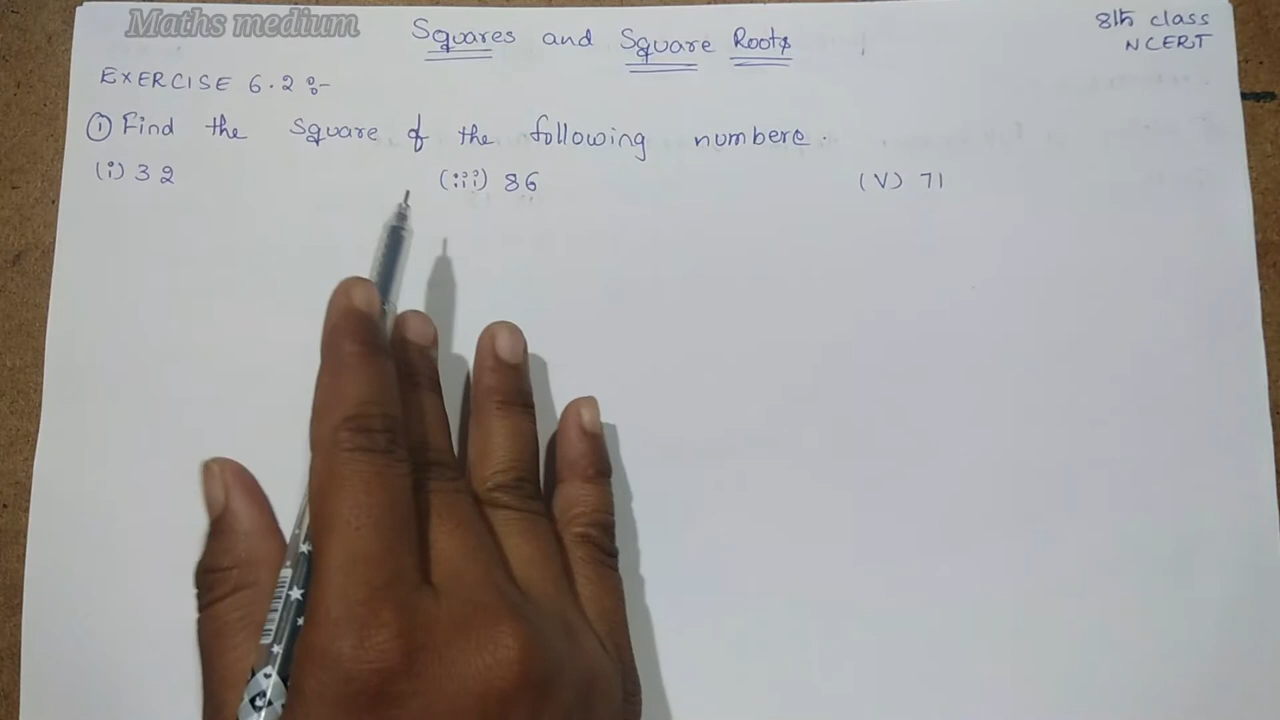 Maths medium
Squares and Square Roots
8th class
NCERT
EXERCISE 6.2 :-
① Find the Square of the following numbers.
(i) 32 (iii) 86 (V) 71